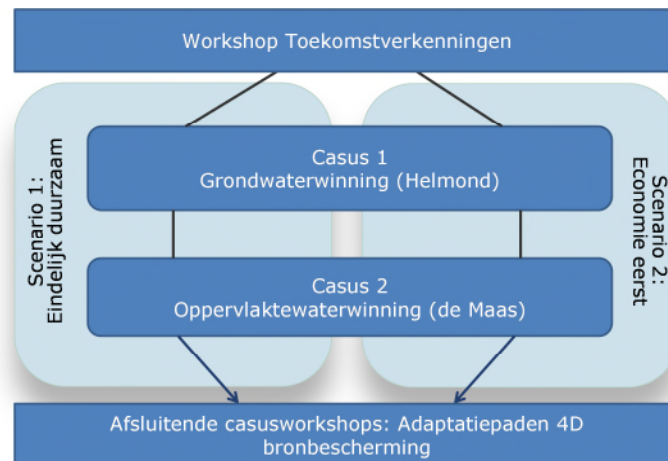 Workshop Toekomstverkenningen
Scenario 1:
Eindelijk duurzaam
Casus 1
Grondwaterwinning (Helmond)
Casus 2
Oppervlaktewaterwinning (de Maas)
Scenario 2:
Economie eerst
Afsluitende casusworkshops: Adaptatiepaden 4D
bronbescherming